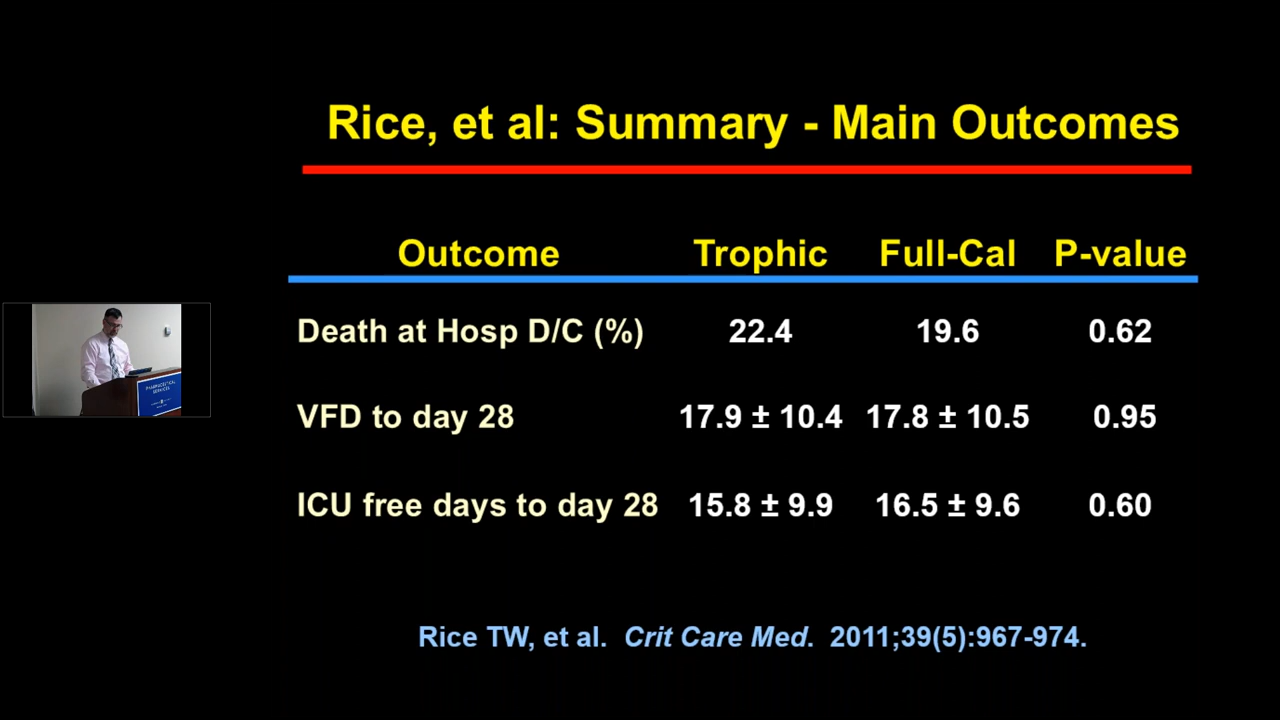 Rice, et al: Summary - Main Outcomes
Outcome Trophic Full-Cal P-value
Death at Hosp D/C (%) 22.4 19.6 0.62
VFD to day 28 17.9 ± 10.4 17.8 ± 10.5 0.95
ICU free days to day 28 15.8 ± 9.9 16.5 ± 9.6 0.60
Rice TW, et al. Crit Care Med. 2011;39(5):967-974.
PHARMACEUTICAL
SERVICES